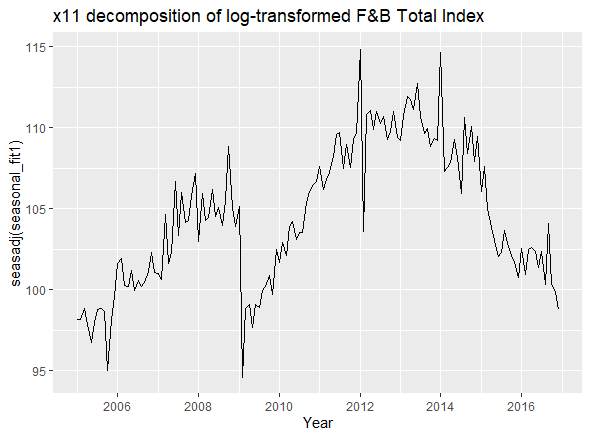 x11 decomposition of log-transformed F&B Total Index
seasadj(seasonal_fit1)
115
110
105
100
95
2006 2008 2010 2012 2014 2016
Year